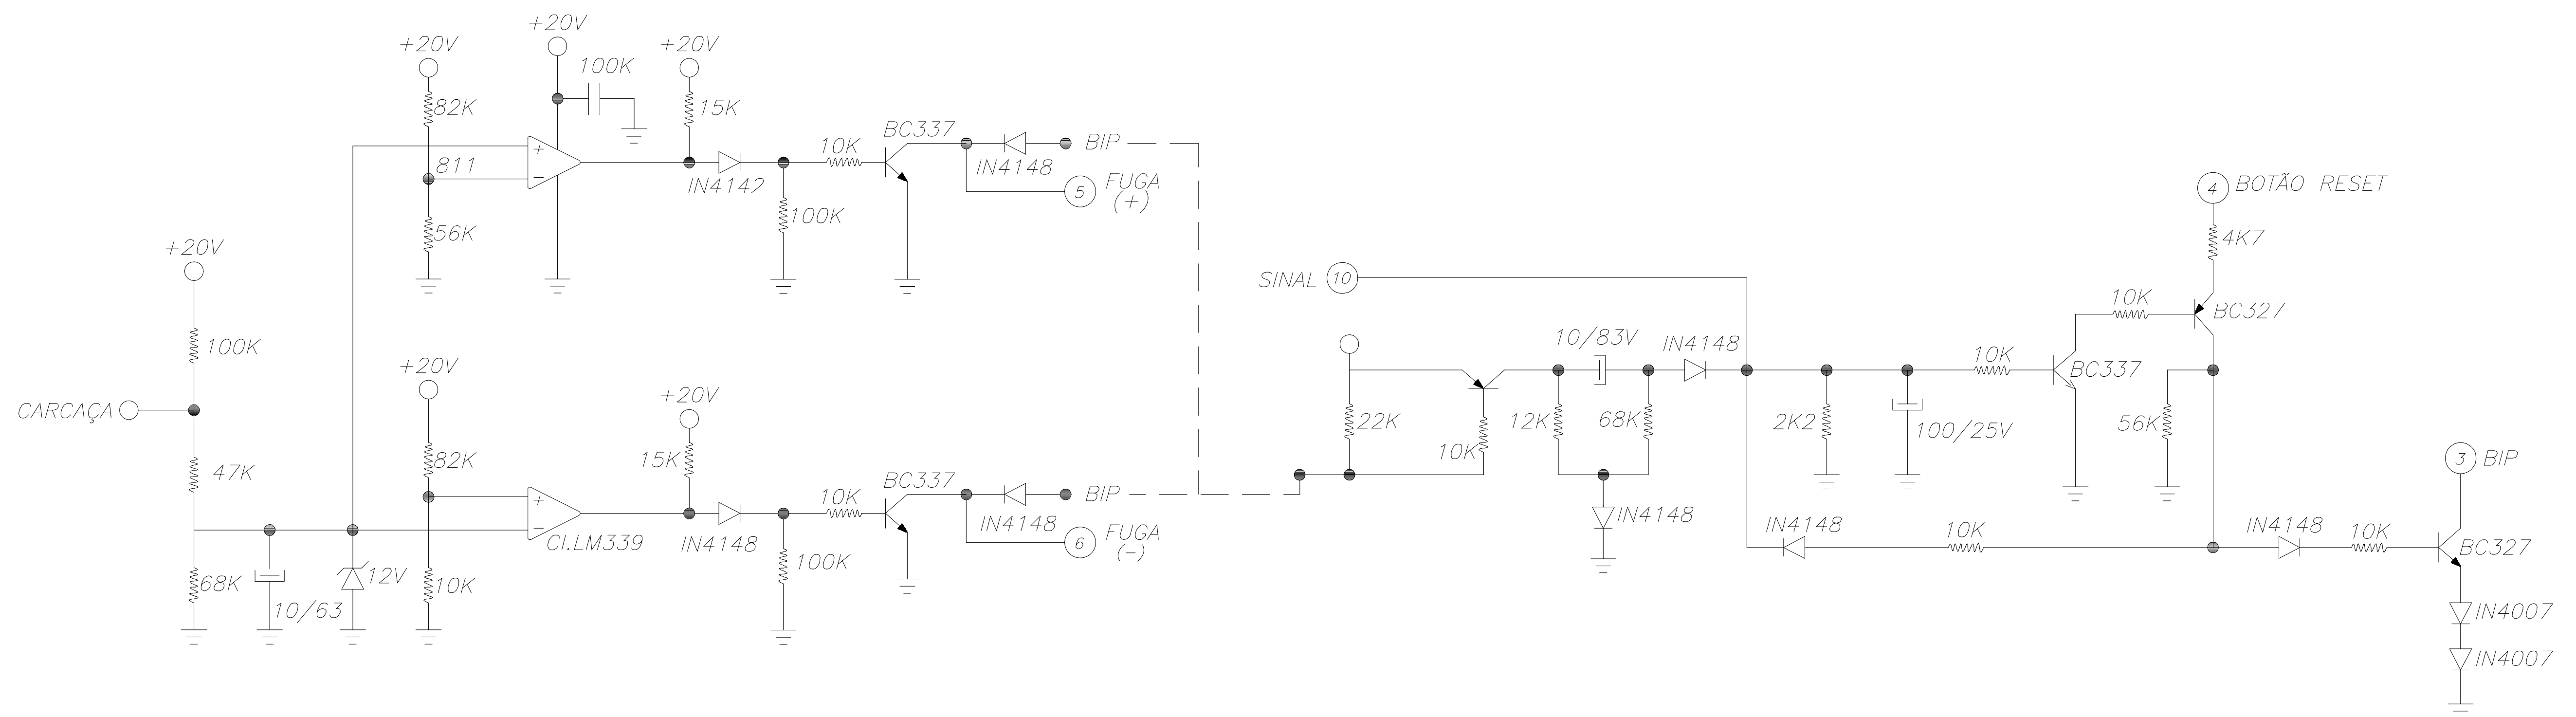 +20V
+20V
+20V
100K
82K
15K
BC337
10K
BIP
811
IN4142
IN4148
5
FUGA
(+)
100K
56K
4
BOTÃO RESET
4K7
+20V
SINAL
10
10K
BC327
100K
10/83V
IN4148
10K
BC337
+20V
+20V
CARCAÇA
22K
12K
68K
2K2
100/25V
56K
10K
47K
82K
15K
BC337
10K
BIP
3
BIP
IN4148
IN4148
10K
IN4148
10K
BC327
CI.LM339
IN4148
IN4148
6
FUGA
(-)
100K
68K
12V
10K
10/63
IN4007
IN4007